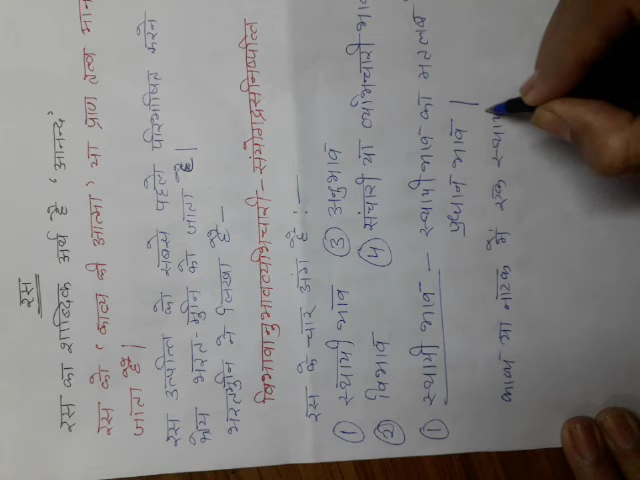 रस
रस का शाब्दिक अर्थ है 'आनन्द'
रस को 'काव्य की आत्मा' या प्राण तत्व माना
जाता है।
रस उत्पत्ति को सबसे पहले परिभाषित करने
श्रेय भरत-मुनि को जाता है।
भरतमुनि ने लिखा है-
विभावानुभावव्यभिचारी-संयोगाद्रसनिष्पत्ति
रस के चार अंग हैं :-
① स्थायी भाव ③ अनुभाव
② विभाव ④ संचारी या व्यभिचारी भाव
① स्थायी भाव - स्थायी भाव का मतलब
प्रधान भाव।
काव्य या नाटक में एक स्था